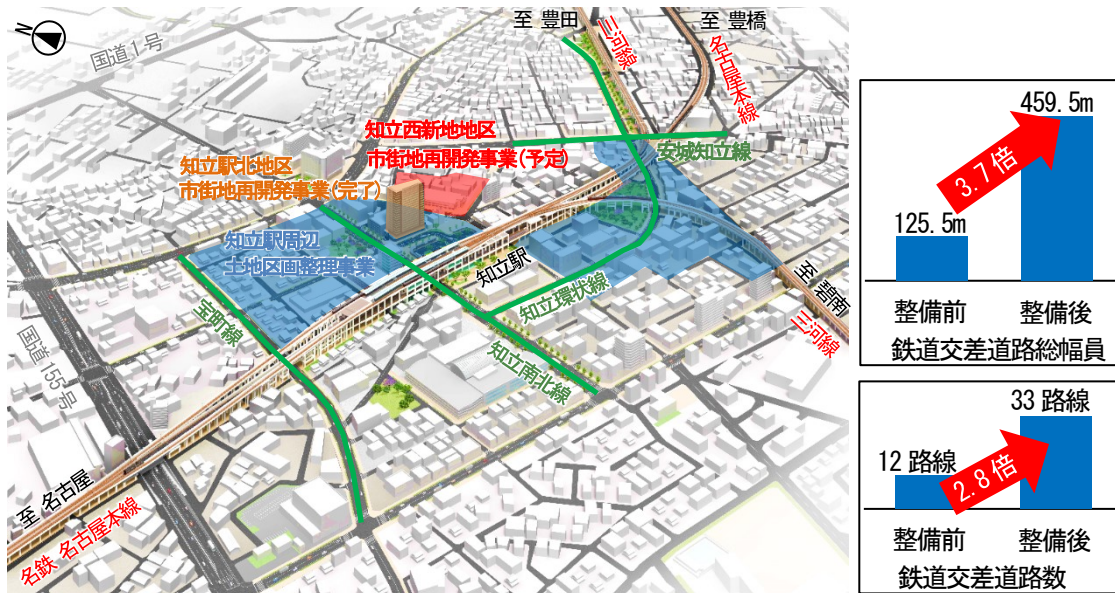 N
国道1号
至 豊田
三河線
至 豊橋
名古屋本線
知立西新地地区
市街地再開発事業(予定)
安城知立線
知立駅北地区
市街地再開発事業(完了)
知立駅周辺
土地区画整理事業
知立駅
知立環状線
至 碧南
三河線
宝町線
知立南北線
国道155号
至 名古屋
名鉄 名古屋本線
459.5m
3.7倍
125.5m
整備前
整備後
鉄道交差道路総幅員
33 路線
12 路線
2.8倍
整備前
整備後
鉄道交差道路数